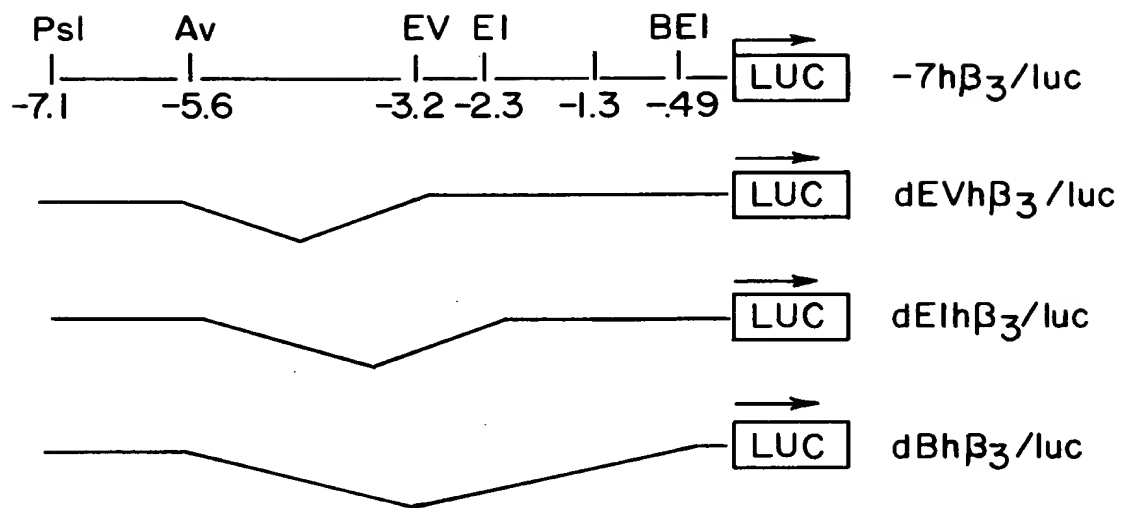 PsI Av EV EI BEI
-7.1 -5.6 -3.2 -2.3 -1.3 -.49
LUC -7hβ3/luc
LUC dEVhβ3/luc
LUC dEIhβ3/luc
LUC dBhβ3/luc